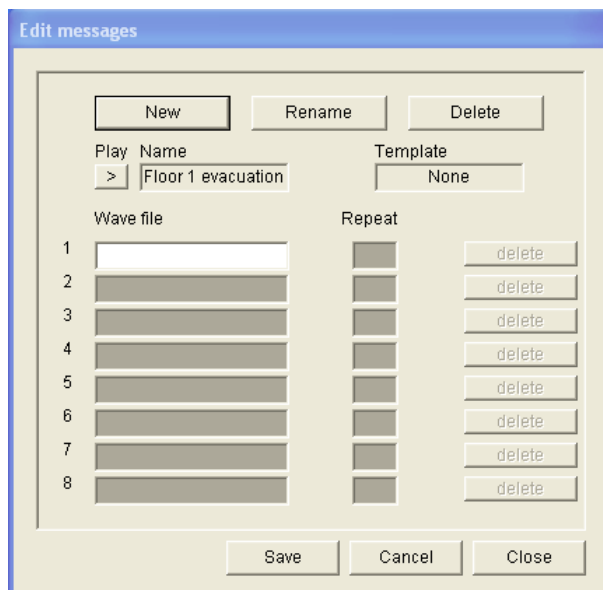 Edit messages
New Rename Delete
Play Name Template
> Floor 1 evacuation None
Wave file Repeat
1 delete
2 delete
3 delete
4 delete
5 delete
6 delete
7 delete
8 delete
Save Cancel Close